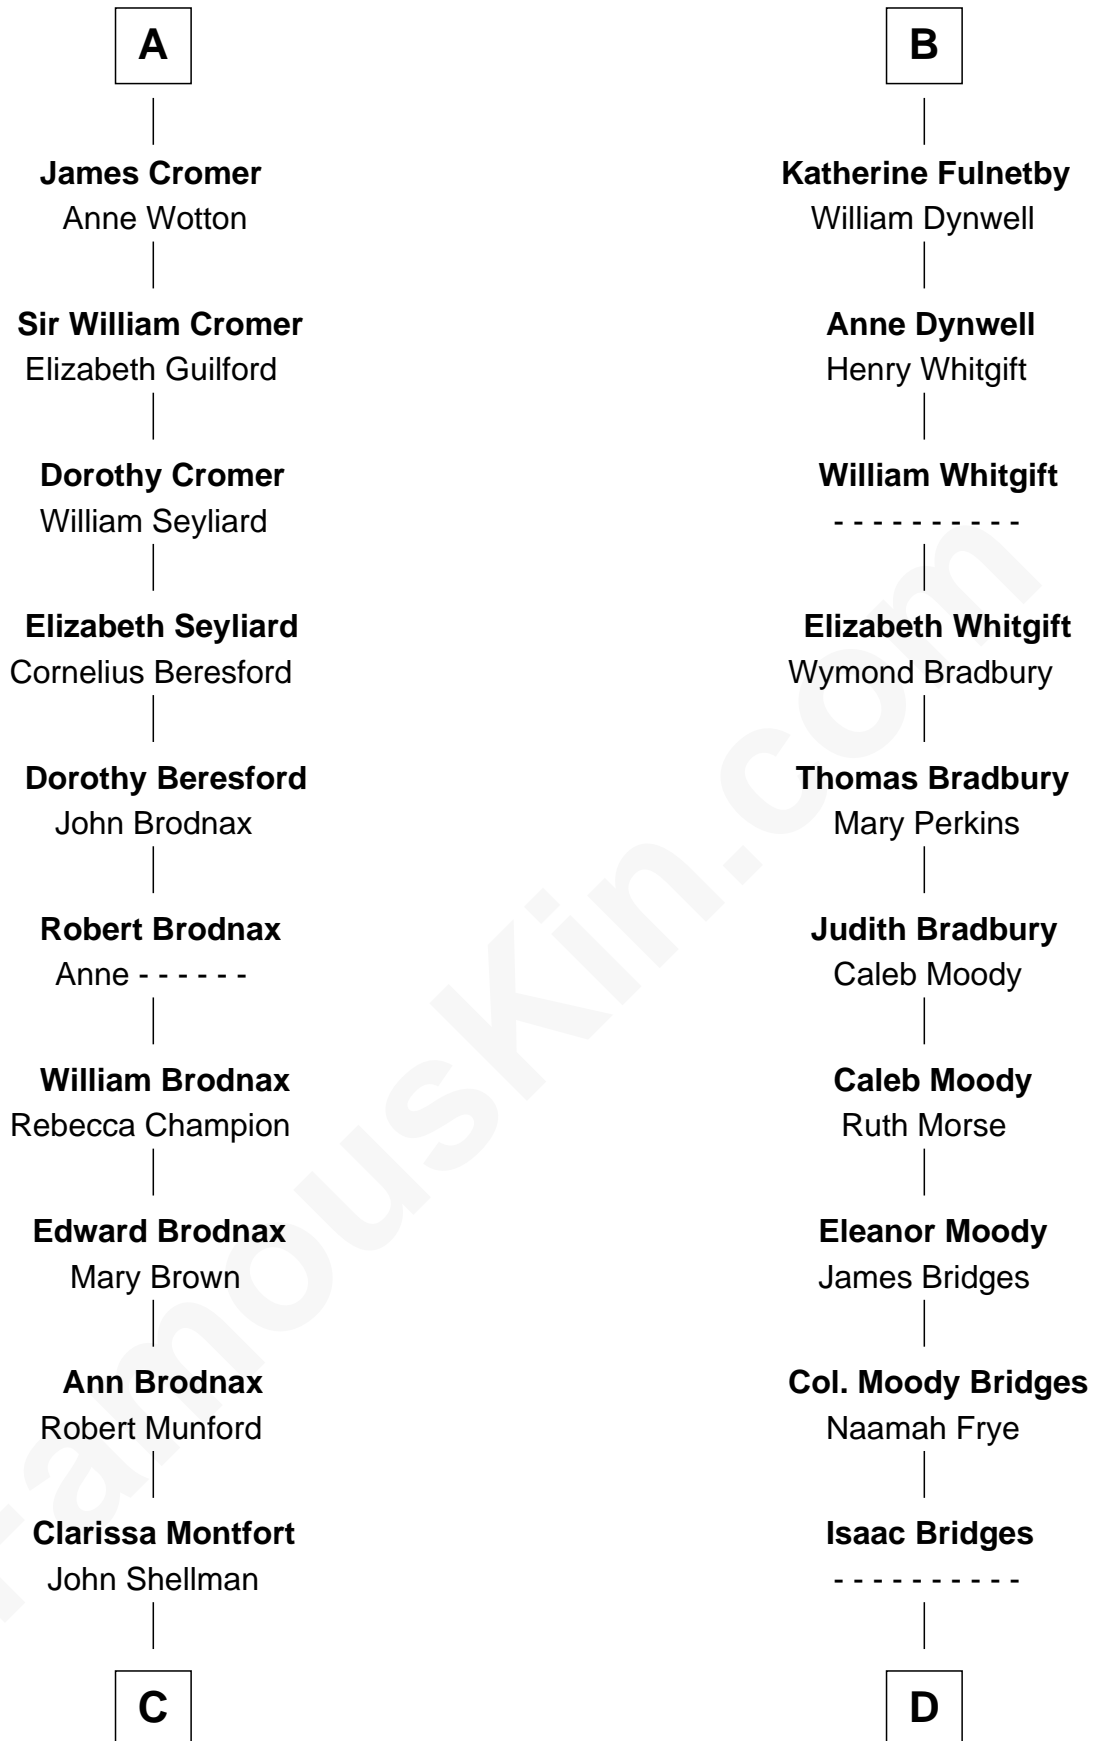 A
James Cromer
Anne Wotton
Sir William Cromer
Elizabeth Guilford
Dorothy Cromer
William Seyliard
Elizabeth Seyliard
Cornelius Beresford
Dorothy Beresford
John Brodnax
Robert Brodnax
Anne - - - - - -
William Brodnax
Rebecca Champion
Edward Brodnax
Mary Brown
Ann Brodnax
Robert Munford
Clarissa Montfort
John Shellman
C
B
Katherine Fulnetby
William Dynwell
Anne Dynwell
Henry Whitgift
William Whitgift
- - - - - - - - - -
Elizabeth Whitgift
Wymond Bradbury
Thomas Bradbury
Mary Perkins
Judith Bradbury
Caleb Moody
Caleb Moody
Ruth Morse
Eleanor Moody
James Bridges
Col. Moody Bridges
Naamah Frye
Isaac Bridges
- - - - - - - - - -
D
FamousKin.com